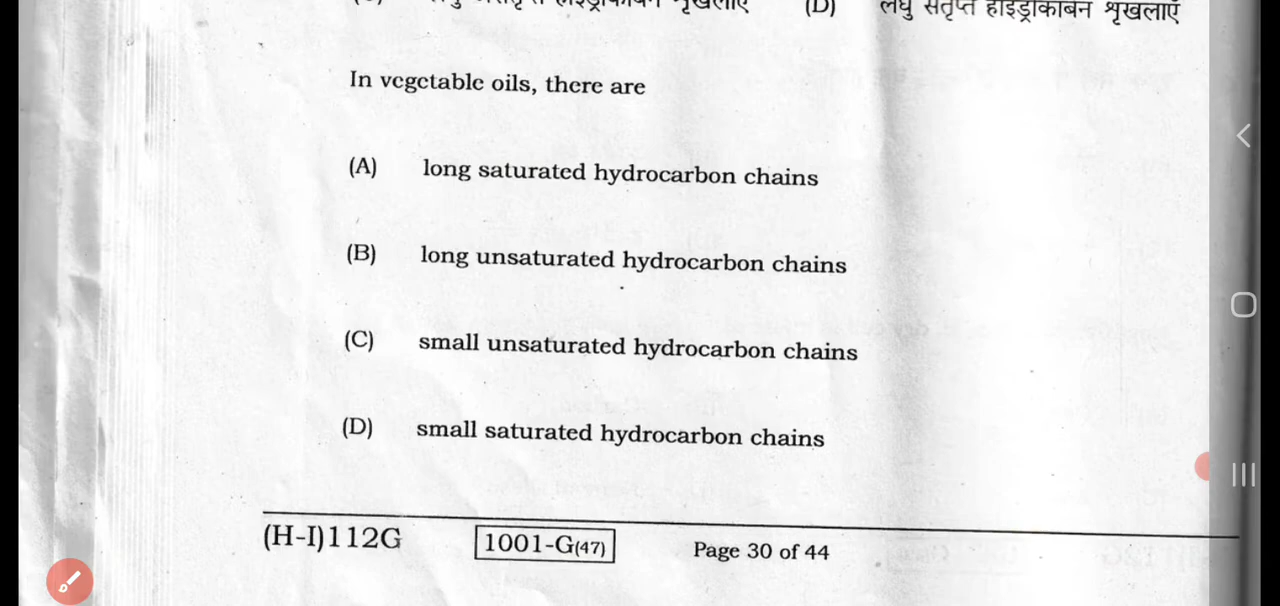 (D) लघु संतृप्त हाइड्रोकार्बन शृंखलाएँ
In vegetable oils, there are
(A) long saturated hydrocarbon chains
(B) long unsaturated hydrocarbon chains
(C) small unsaturated hydrocarbon chains
(D) small saturated hydrocarbon chains
(H-I)112G 1001-G(47) Page 30 of 44